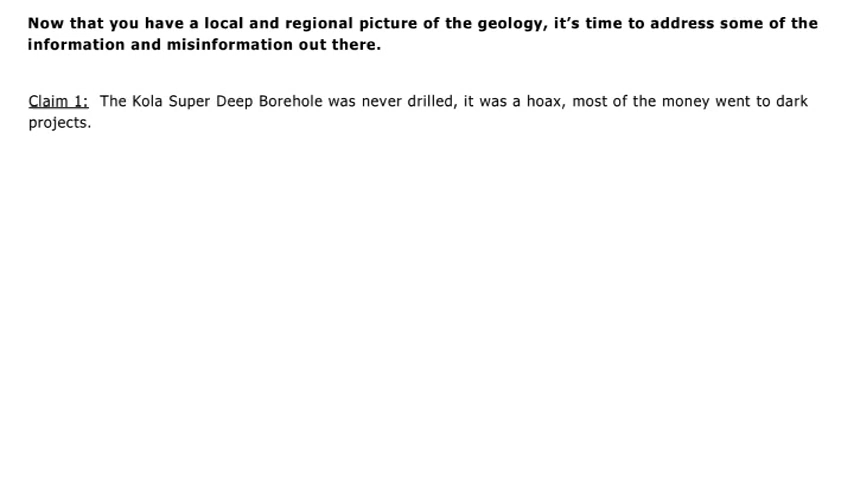 Now that you have a local and regional picture of the geology, it’s time to address some of the
information and misinformation out there.
Claim 1:  The Kola Super Deep Borehole was never drilled, it was a hoax, most of the money went to dark
projects.